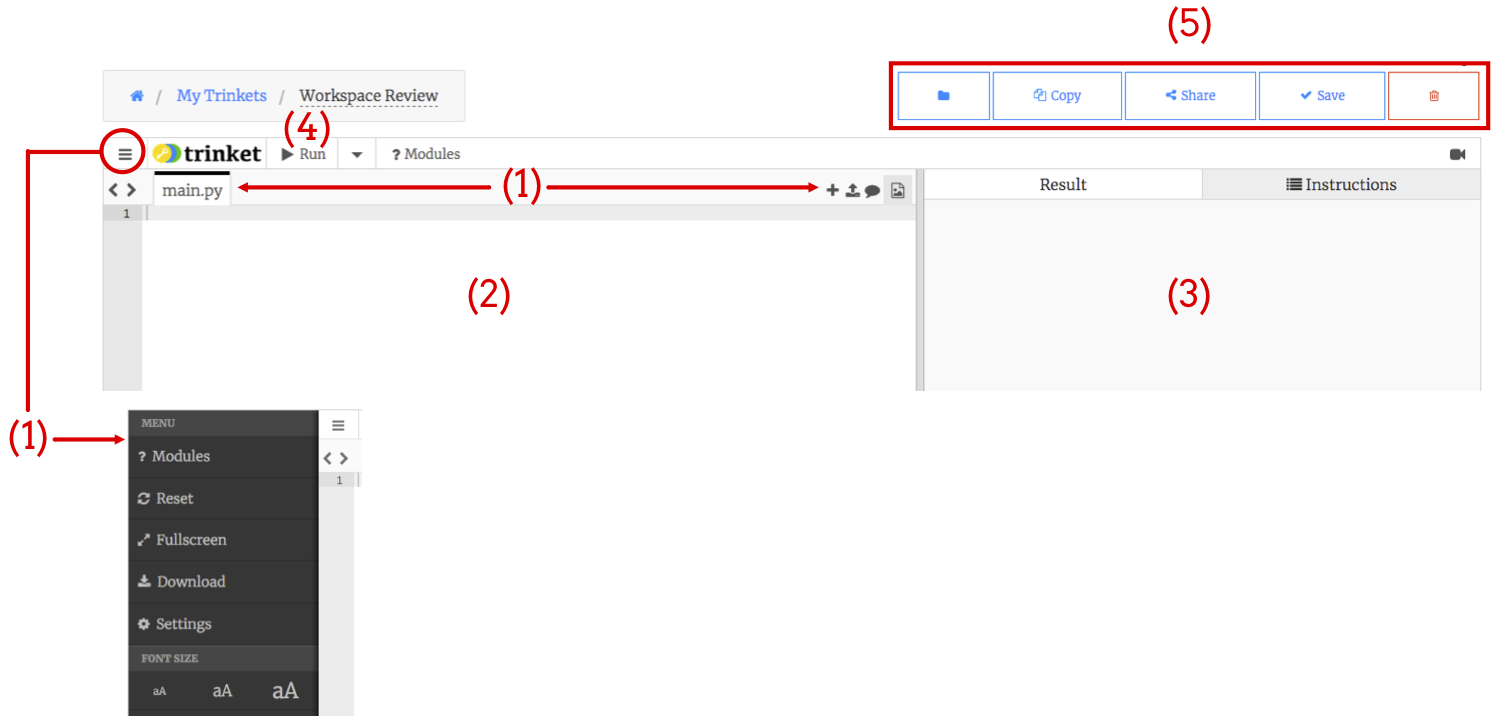 (5)
/ My Trinkets / Workspace Review
Copy Share Save
(4)
trinket Run ? Modules
main.py (1) Result Instructions
1
(2) (3)
(1)
MENU
? Modules
1
Reset
Fullscreen
Download
Settings
FONT SIZE
aA aA aA